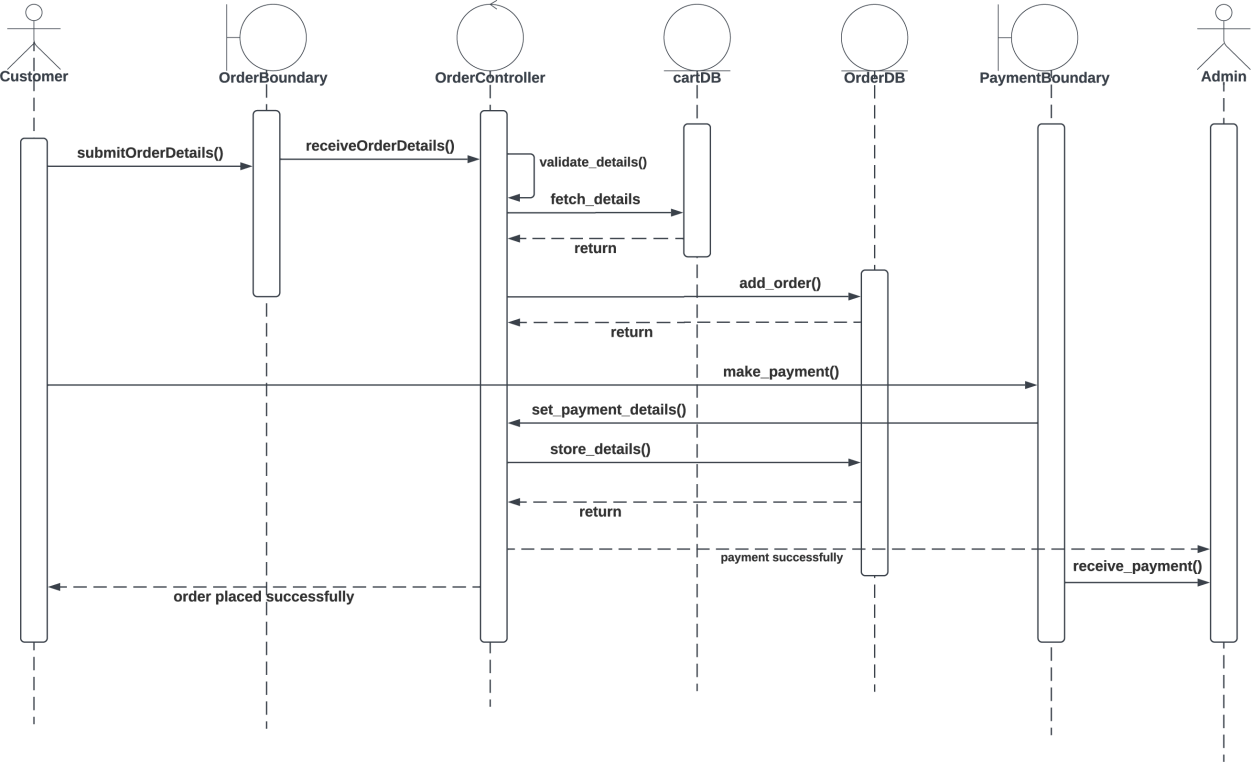 Customer
OrderBoundary
OrderController
cartDB
OrderDB
PaymentBoundary
Admin
submitOrderDetails()
receiveOrderDetails()
validate_details()
fetch_details
return
add_order()
return
make_payment()
set_payment_details()
store_details()
return
payment successfully
receive_payment()
order placed successfully